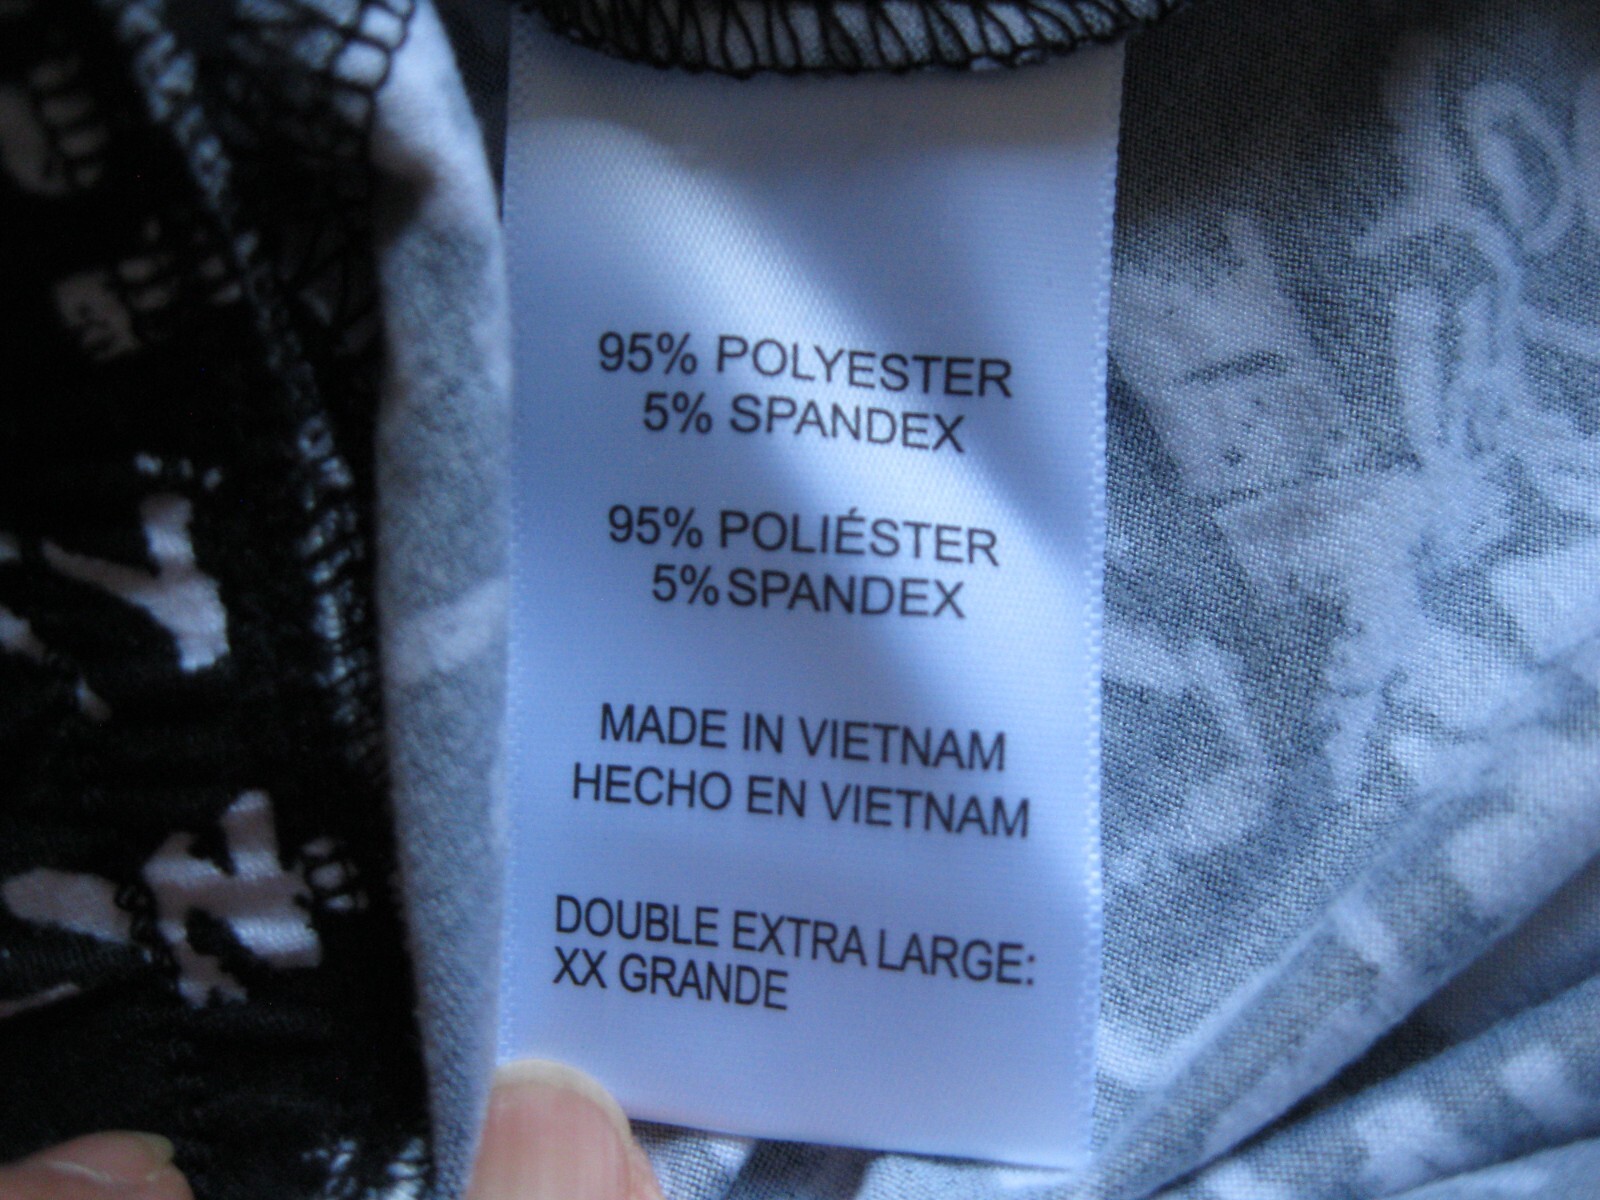 95% POLYESTER
5% SPANDEX
95% POLIÉSTER
5% SPANDEX
MADE IN VIETNAM
HECHO EN VIETNAM
DOUBLE EXTRA LARGE:
XX GRANDE